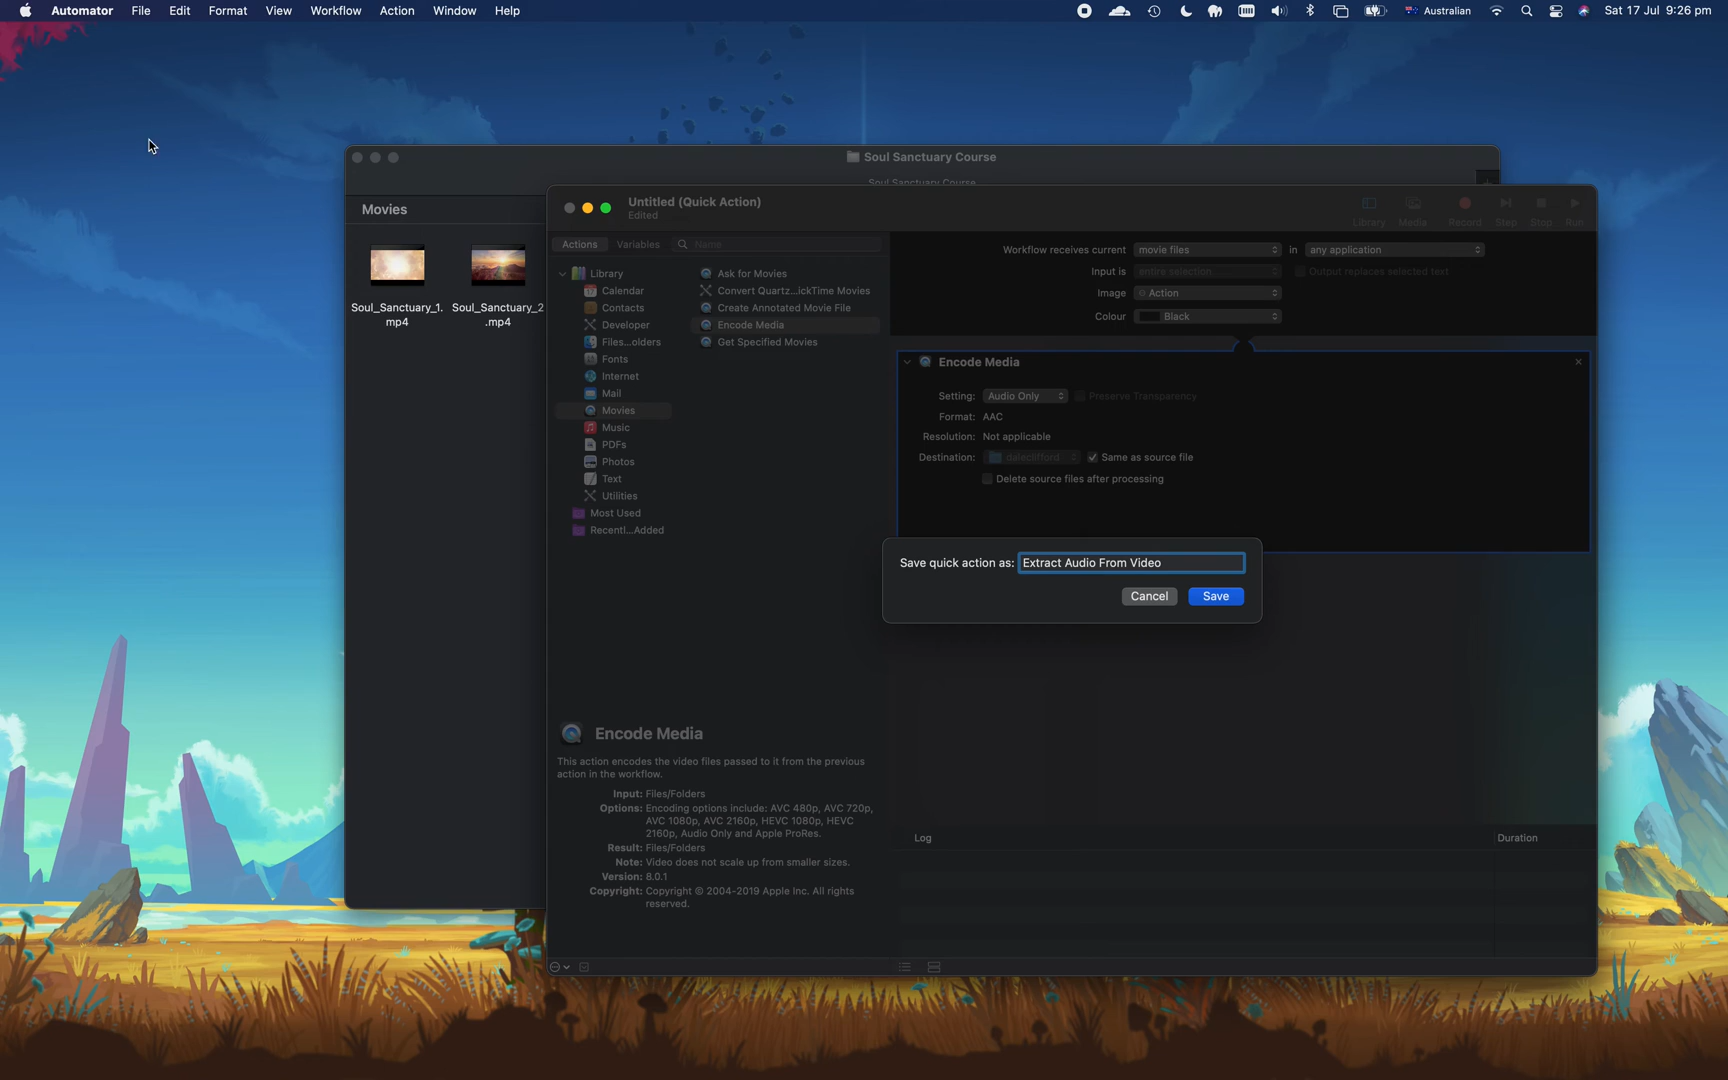 Automator File Edit Format View Workflow Action Window Help
Australian Sat 17 Jul 9:26 pm
Soul Sanctuary Course
Soul Sanctuary Course
Movies
Soul_Sanctuary_1.
mp4
Soul_Sanctuary_2
.mp4
Untitled (Quick Action)
Edited
Library Media Record Step Stop Run
Actions Variables Name
Library
Calendar
Contacts
Developer
Files...olders
Fonts
Internet
Mail
Movies
Music
PDFs
Photos
Text
Utilities
Most Used
Recentl...Added
Ask for Movies
Convert Quartz...ickTime Movies
Create Annotated Movie File
Encode Media
Get Specified Movies
Workflow receives current movie files in any application
Input is entire selection Output replaces selected text
Image Action
Colour Black
Encode Media
Setting: Audio Only Preserve Transparency
Format: AAC
Resolution: Not applicable
Destination: daleclifford Same as source file
Delete source files after processing
Save quick action as: Extract Audio From Video
Cancel Save
Encode Media
This action encodes the video files passed to it from the previous
action in the workflow.
Input: Files/Folders
Options: Encoding options include: AVC 480p, AVC 720p,
AVC 1080p, AVC 2160p, HEVC 1080p, HEVC
2160p, Audio Only and Apple ProRes.
Result: Files/Folders
Note: Video does not scale up from smaller sizes.
Version: 8.0.1
Copyright: Copyright © 2004-2019 Apple Inc. All rights
reserved.
Log Duration